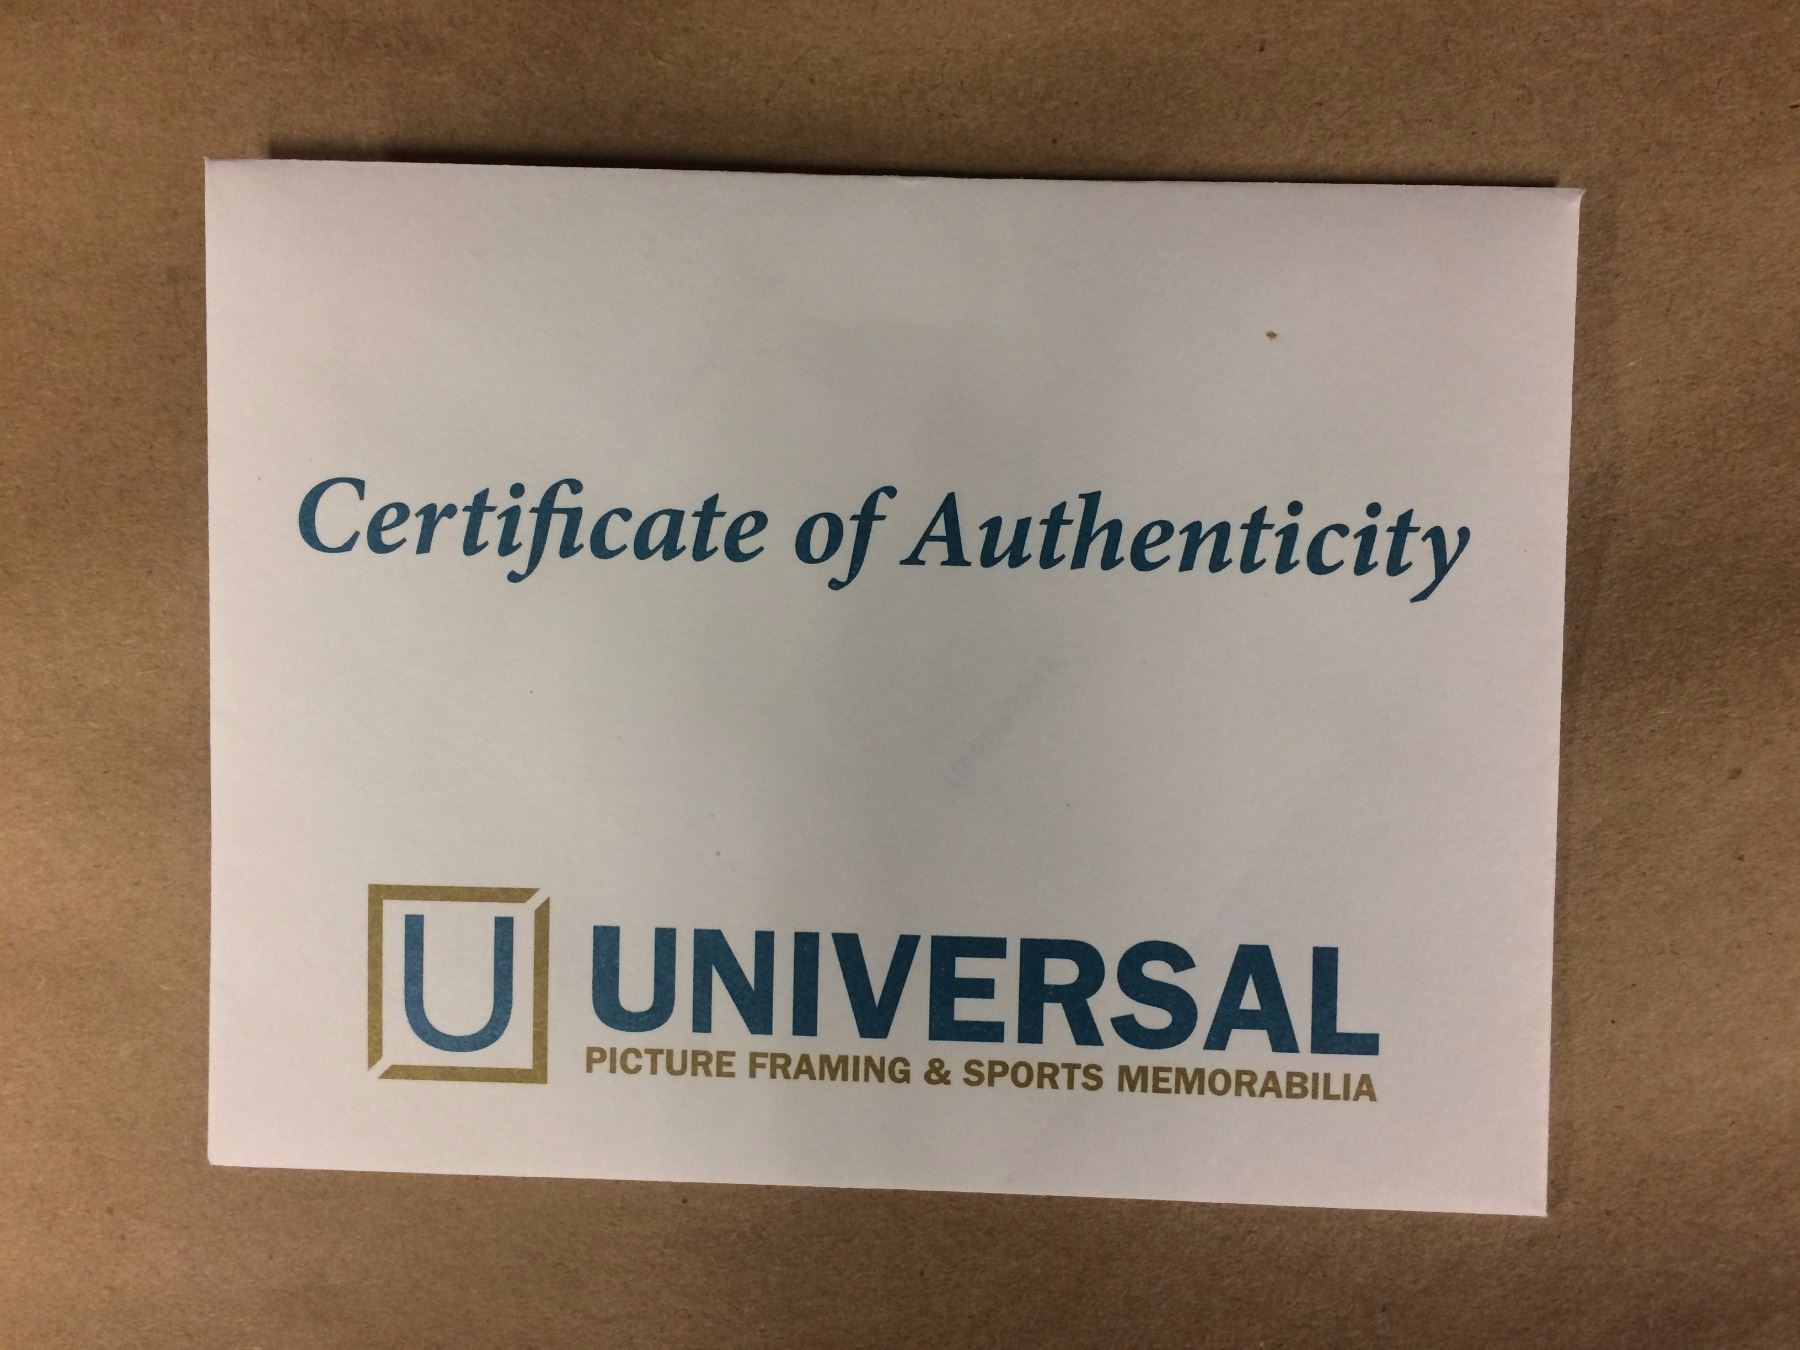 Certificate of Authenticity
U
UNIVERSAL
PICTURE FRAMING & SPORTS MEMORABILIA